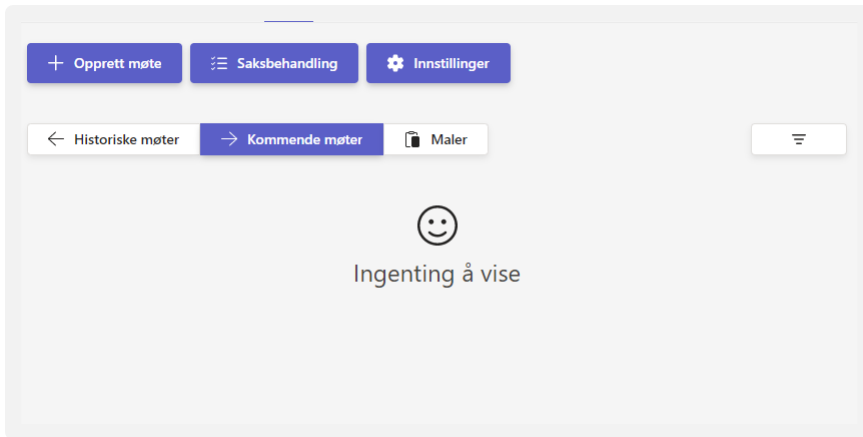 Opprett møte Saksbehandling Innstillinger
Historiske møter Kommende møter Maler
Ingenting å vise